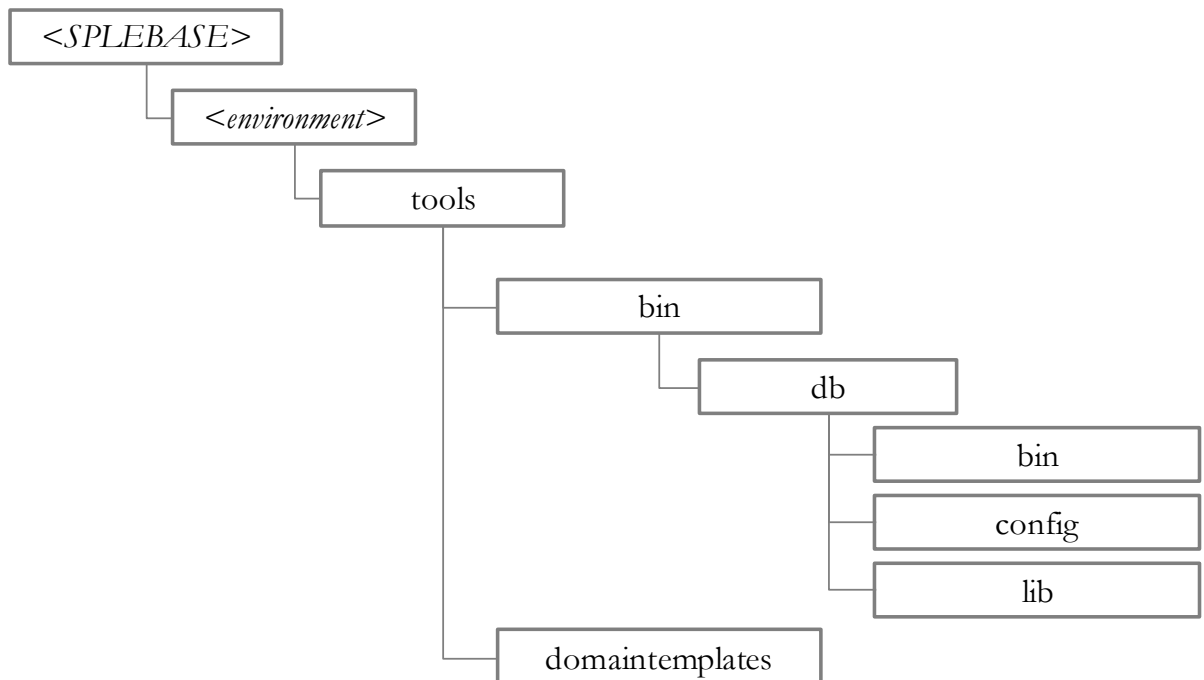 <SPLEBASE>
<environment>
tools
bin
db
bin
config
lib
domaintemplates